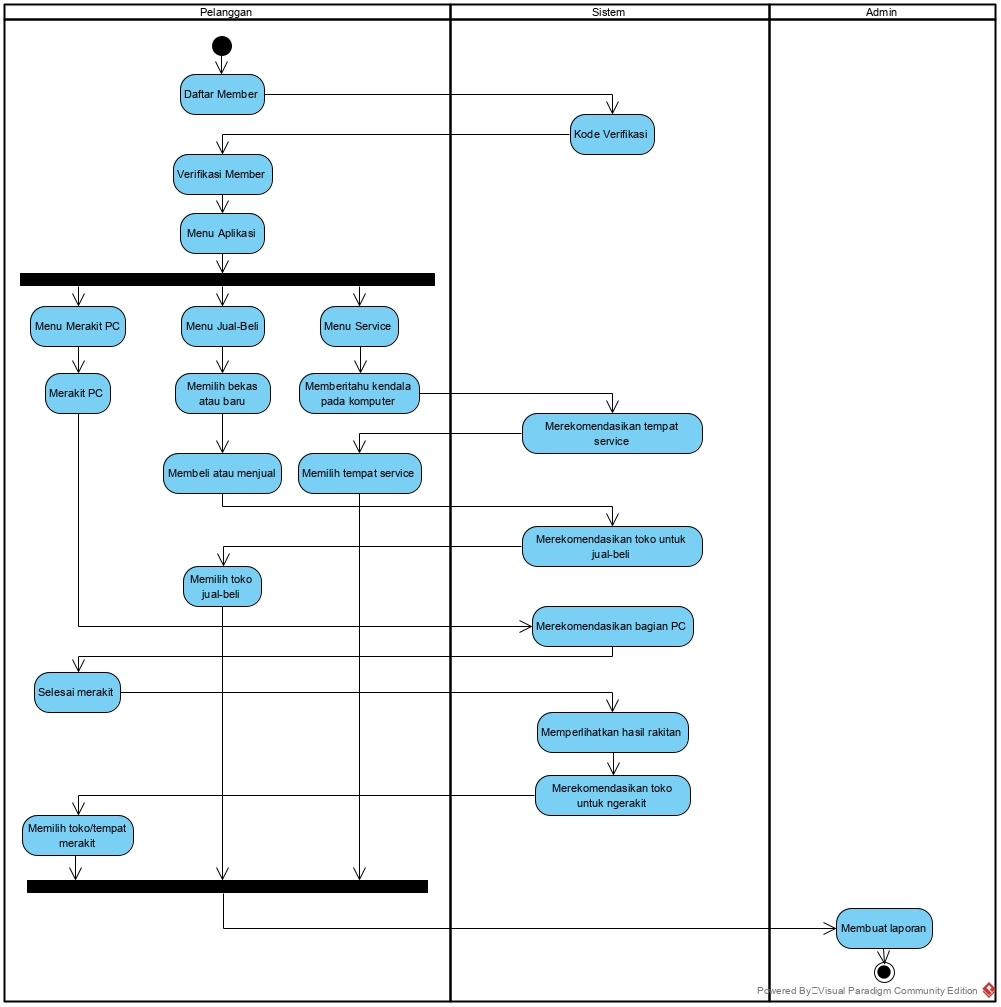 Pelanggan
Sistem
Admin
Daftar Member
Kode Verifikasi
Verifikasi Member
Menu Aplikasi
Menu Merakit PC
Menu Jual-Beli
Menu Service
Merakit PC
Memilih bekas
atau baru
Memberitahu kendala
pada komputer
Merekomendasikan tempat
service
Membeli atau menjual
Memilih tempat service
Merekomendasikan toko untuk
jual-beli
Memilih toko
jual-beli
Merekomendasikan bagian PC
Selesai merakit
Memperlihatkan hasil rakitan
Merekomendasikan toko
untuk ngerakit
Memilih toko/tempat
merakit
Membuat laporan
Powered By Visual Paradigm Community Edition